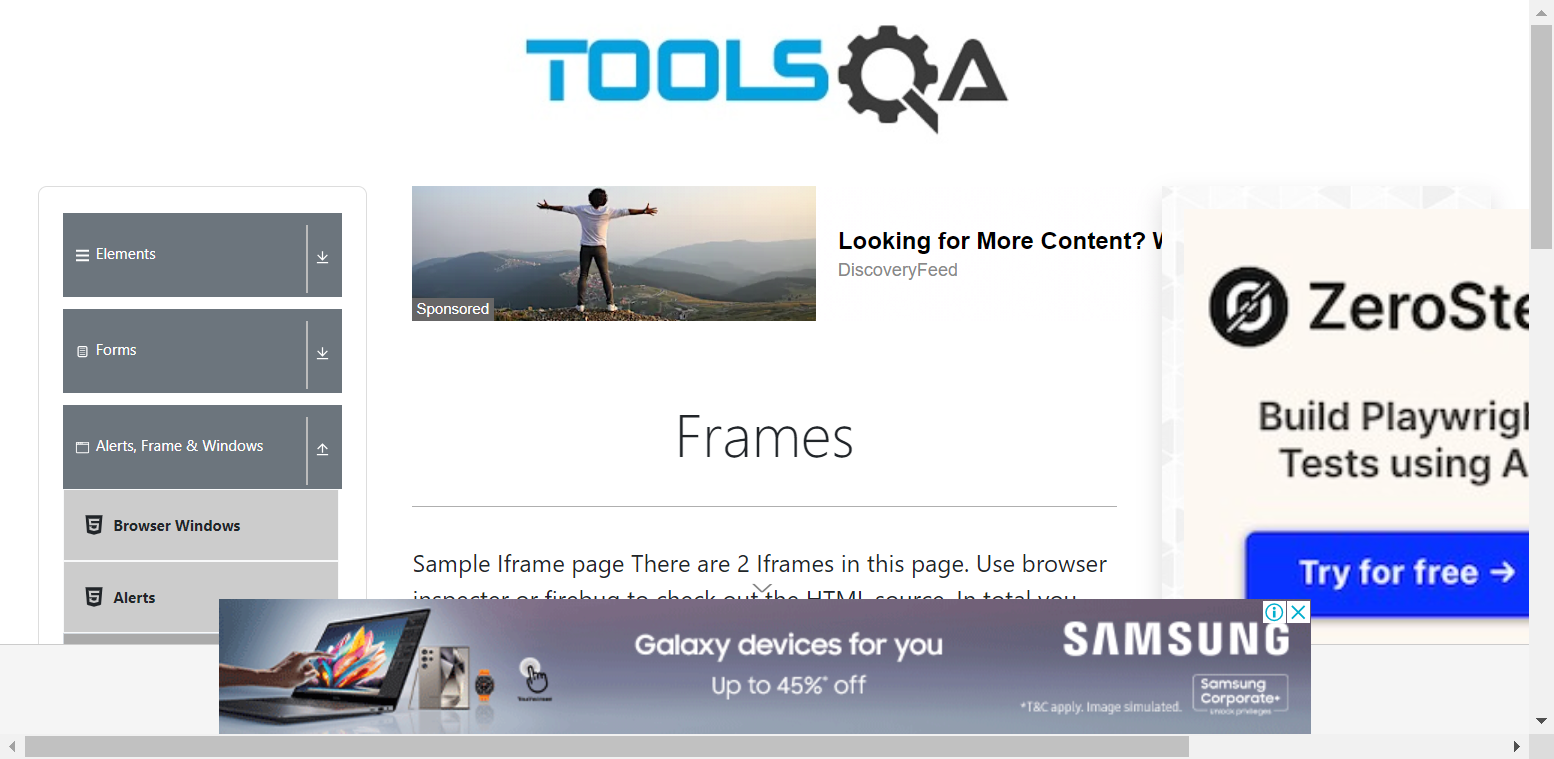 TOOLSQA
Elements
Forms
Alerts, Frame & Windows
Browser Windows
Alerts
Sponsored
Looking for More Content?
DiscoveryFeed
Frames
Sample Iframe page There are 2 Iframes in this page. Use browser
inspector or firebug to check out the HTML source. In total you
ZeroSte
Build Playwrigh
Tests using A
Try for free →
Galaxy devices for you
Up to 45%* off
SAMSUNG
*T&C apply. Image simulated.
Samsung
Corporate+